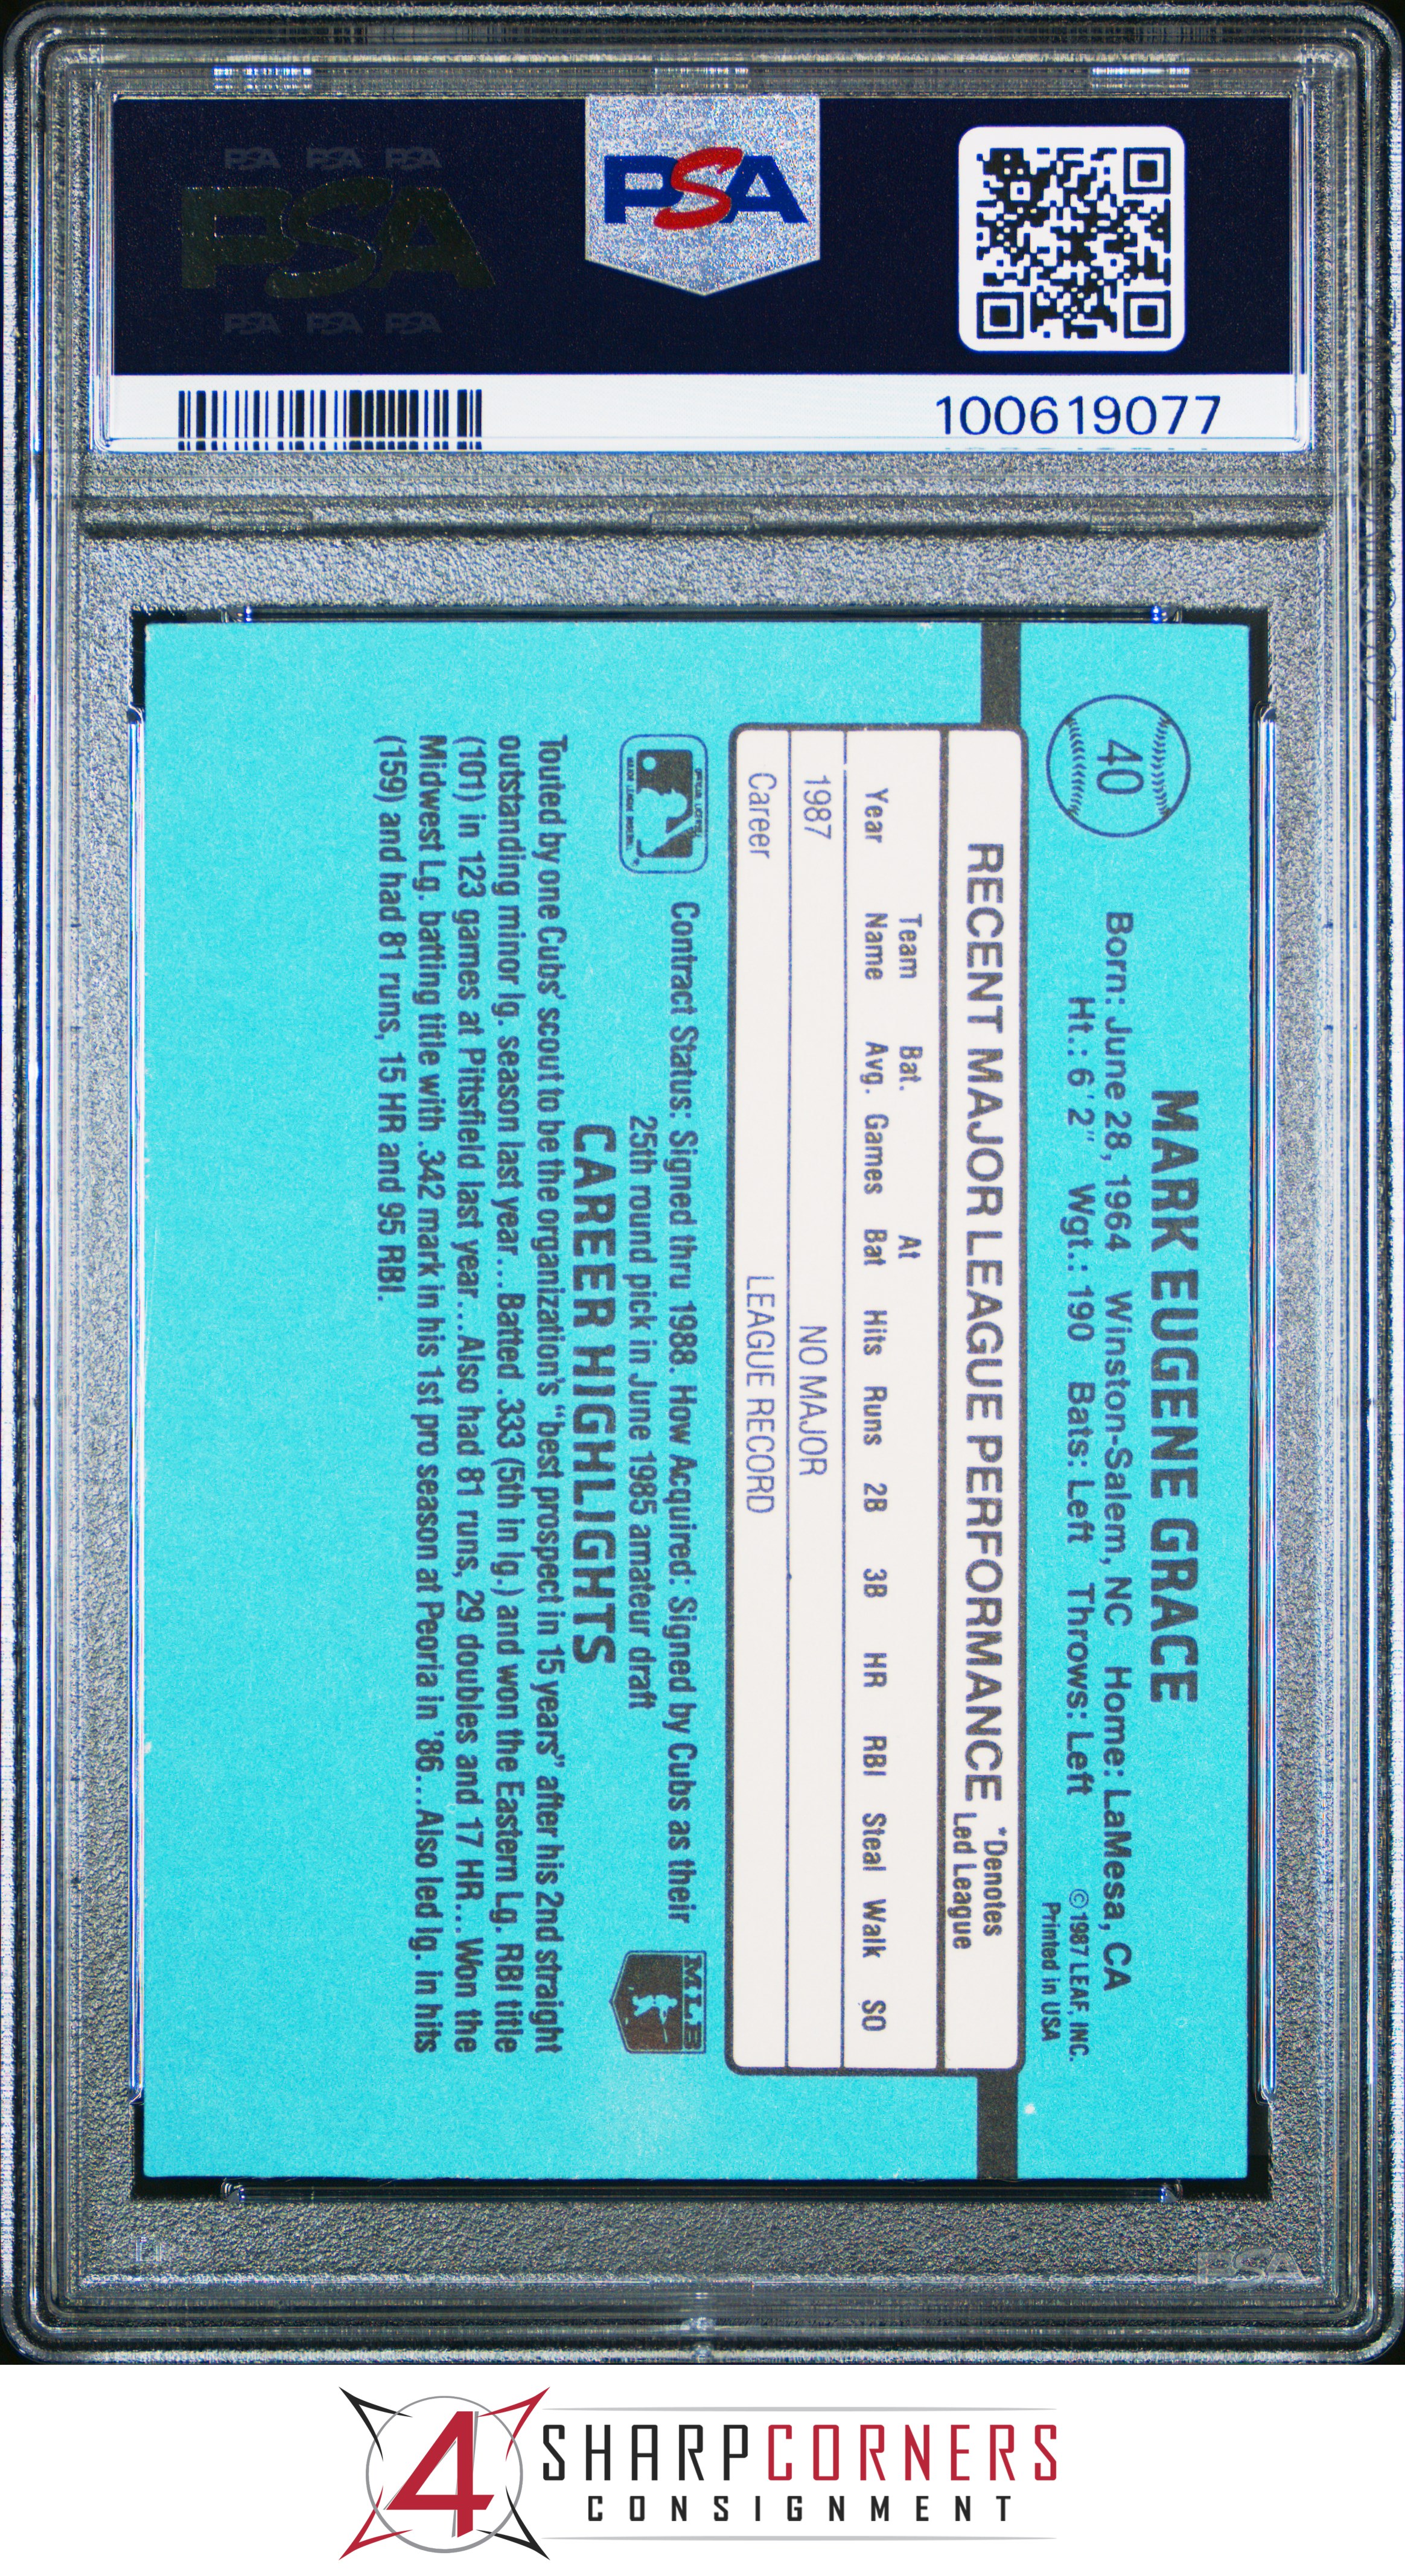 PSA PSA PSA
PSA
PSA PSA PSA
PSA
100619077
40
MARK EUGENE GRACE
Born: June 28, 1964 Winston-Salem, NC Home: LaMesa, CA
Ht.: 6' 2" Wgt.: 190 Bats: Left Throws: Left
© 1987 LEAF, INC.
Printed in USA
RECENT MAJOR LEAGUE PERFORMANCE *Denotes Led League
Year Team Name Bat. Avg. Games At Bat Hits Runs 2B 3B HR RBI Steal Walk SO
1987 NO MAJOR
Career LEAGUE RECORD
Contract Status: Signed thru 1988. How Acquired: Signed by Cubs as their
25th round pick in June 1985 amateur draft
MLB
CAREER HIGHLIGHTS
Touted by one Cubs' scout to be the organization's "best prospect in 15 years" after his 2nd straight
outstanding minor lg. season last year...Batted .333 (5th in lg.) and won the Eastern Lg. RBI title
(101) in 123 games at Pittsfield last year...Also had 81 runs, 29 doubles and 17 HR...Won the
Midwest Lg. batting title with .342 mark in his 1st pro season at Peoria in '86...Also led lg. in hits
(159) and had 81 runs, 15 HR and 95 RBI.
PSA
4 SHARPCORNERS
CONSIGNMENT